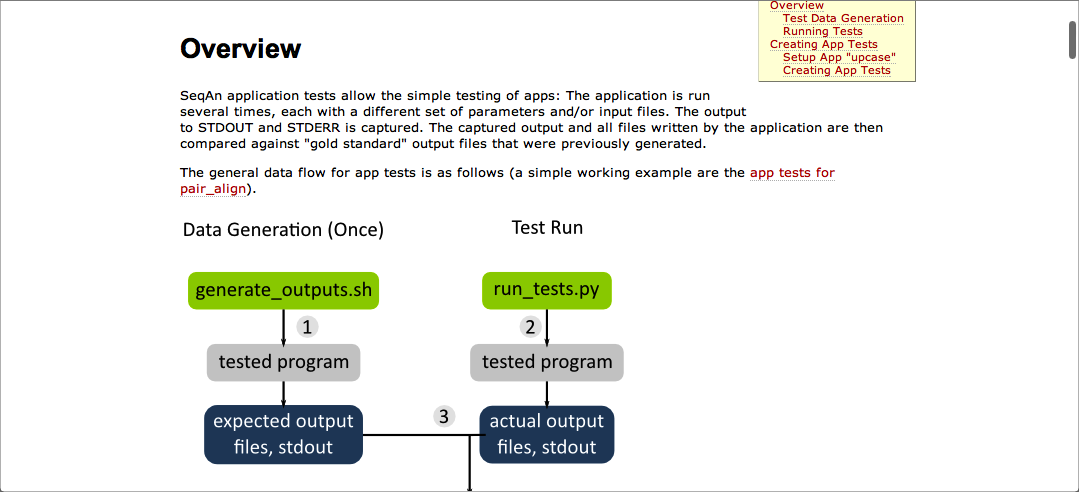 Overview
Test Data Generation
Running Tests
Creating App Tests
Setup App "upcase"
Creating App Tests
Overview
SeqAn application tests allow the simple testing of apps: The application is run
several times, each with a different set of parameters and/or input files. The output
to STDOUT and STDERR is captured. The captured output and all files written by the application are then
compared against "gold standard" output files that were previously generated.
The general data flow for app tests is as follows (a simple working example are the app tests for
pair_align).
Data Generation (Once)
Test Run
generate_outputs.sh
run_tests.py
1
2
tested program
tested program
3
expected output
files, stdout
actual output
files, stdout